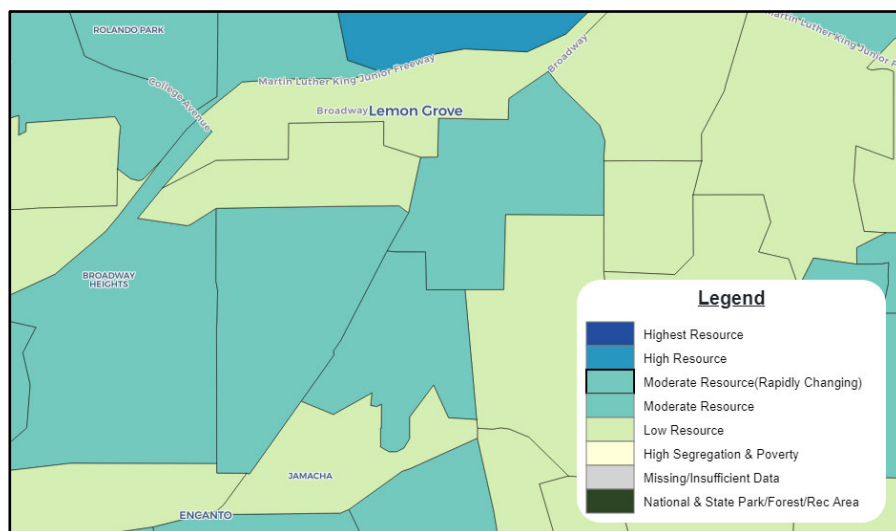 ROLANDO PARK
Martin Luther King Junior Freeway
Broadway
Martin Luther King Junior F
College Avenue
Broadway
Lemon Grove
BROADWAY
HEIGHTS
JAMACHA
ENCANTO
Legend
Highest Resource
High Resource
Moderate Resource(Rapidly Changing)
Moderate Resource
Low Resource
High Segregation & Poverty
Missing/Insufficient Data
National & State Park/Forest/Rec Area